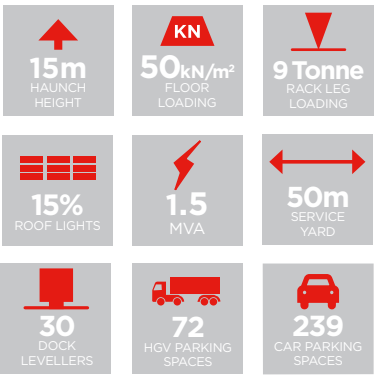 15m
HAUNCH
HEIGHT
KN
50kN/m²
FLOOR
LOADING
9 Tonne
RACK LEG
LOADING
15%
ROOF LIGHTS
1.5
MVA
50m
SERVICE
YARD
30
DOCK
LEVELLERS
72
HGV PARKING
SPACES
239
CAR PARKING
SPACES